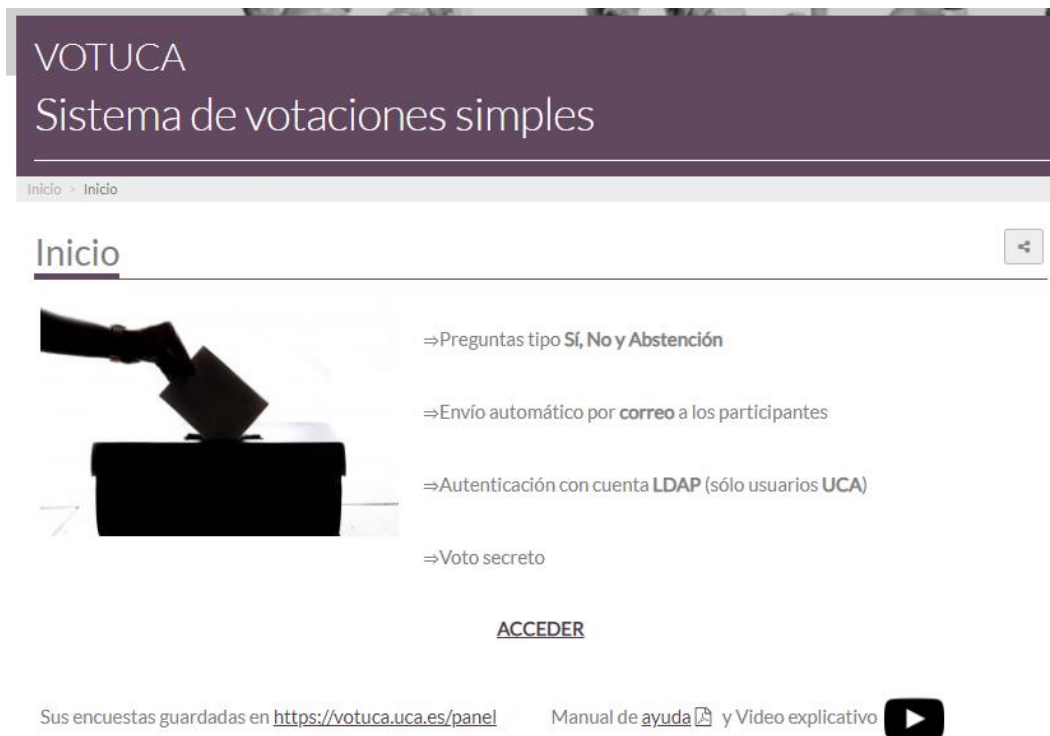 VOTUCA
Sistema de votaciones simples
Inicio > Inicio
Inicio
⇒Preguntas tipo Sí, No y Abstención
⇒Envío automático por correo a los participantes
⇒Autenticación con cuenta LDAP (sólo usuarios UCA)
⇒Voto secreto
ACCEDER
Sus encuestas guardadas en https://votuca.uca.es/panel Manual de ayuda y Video explicativo